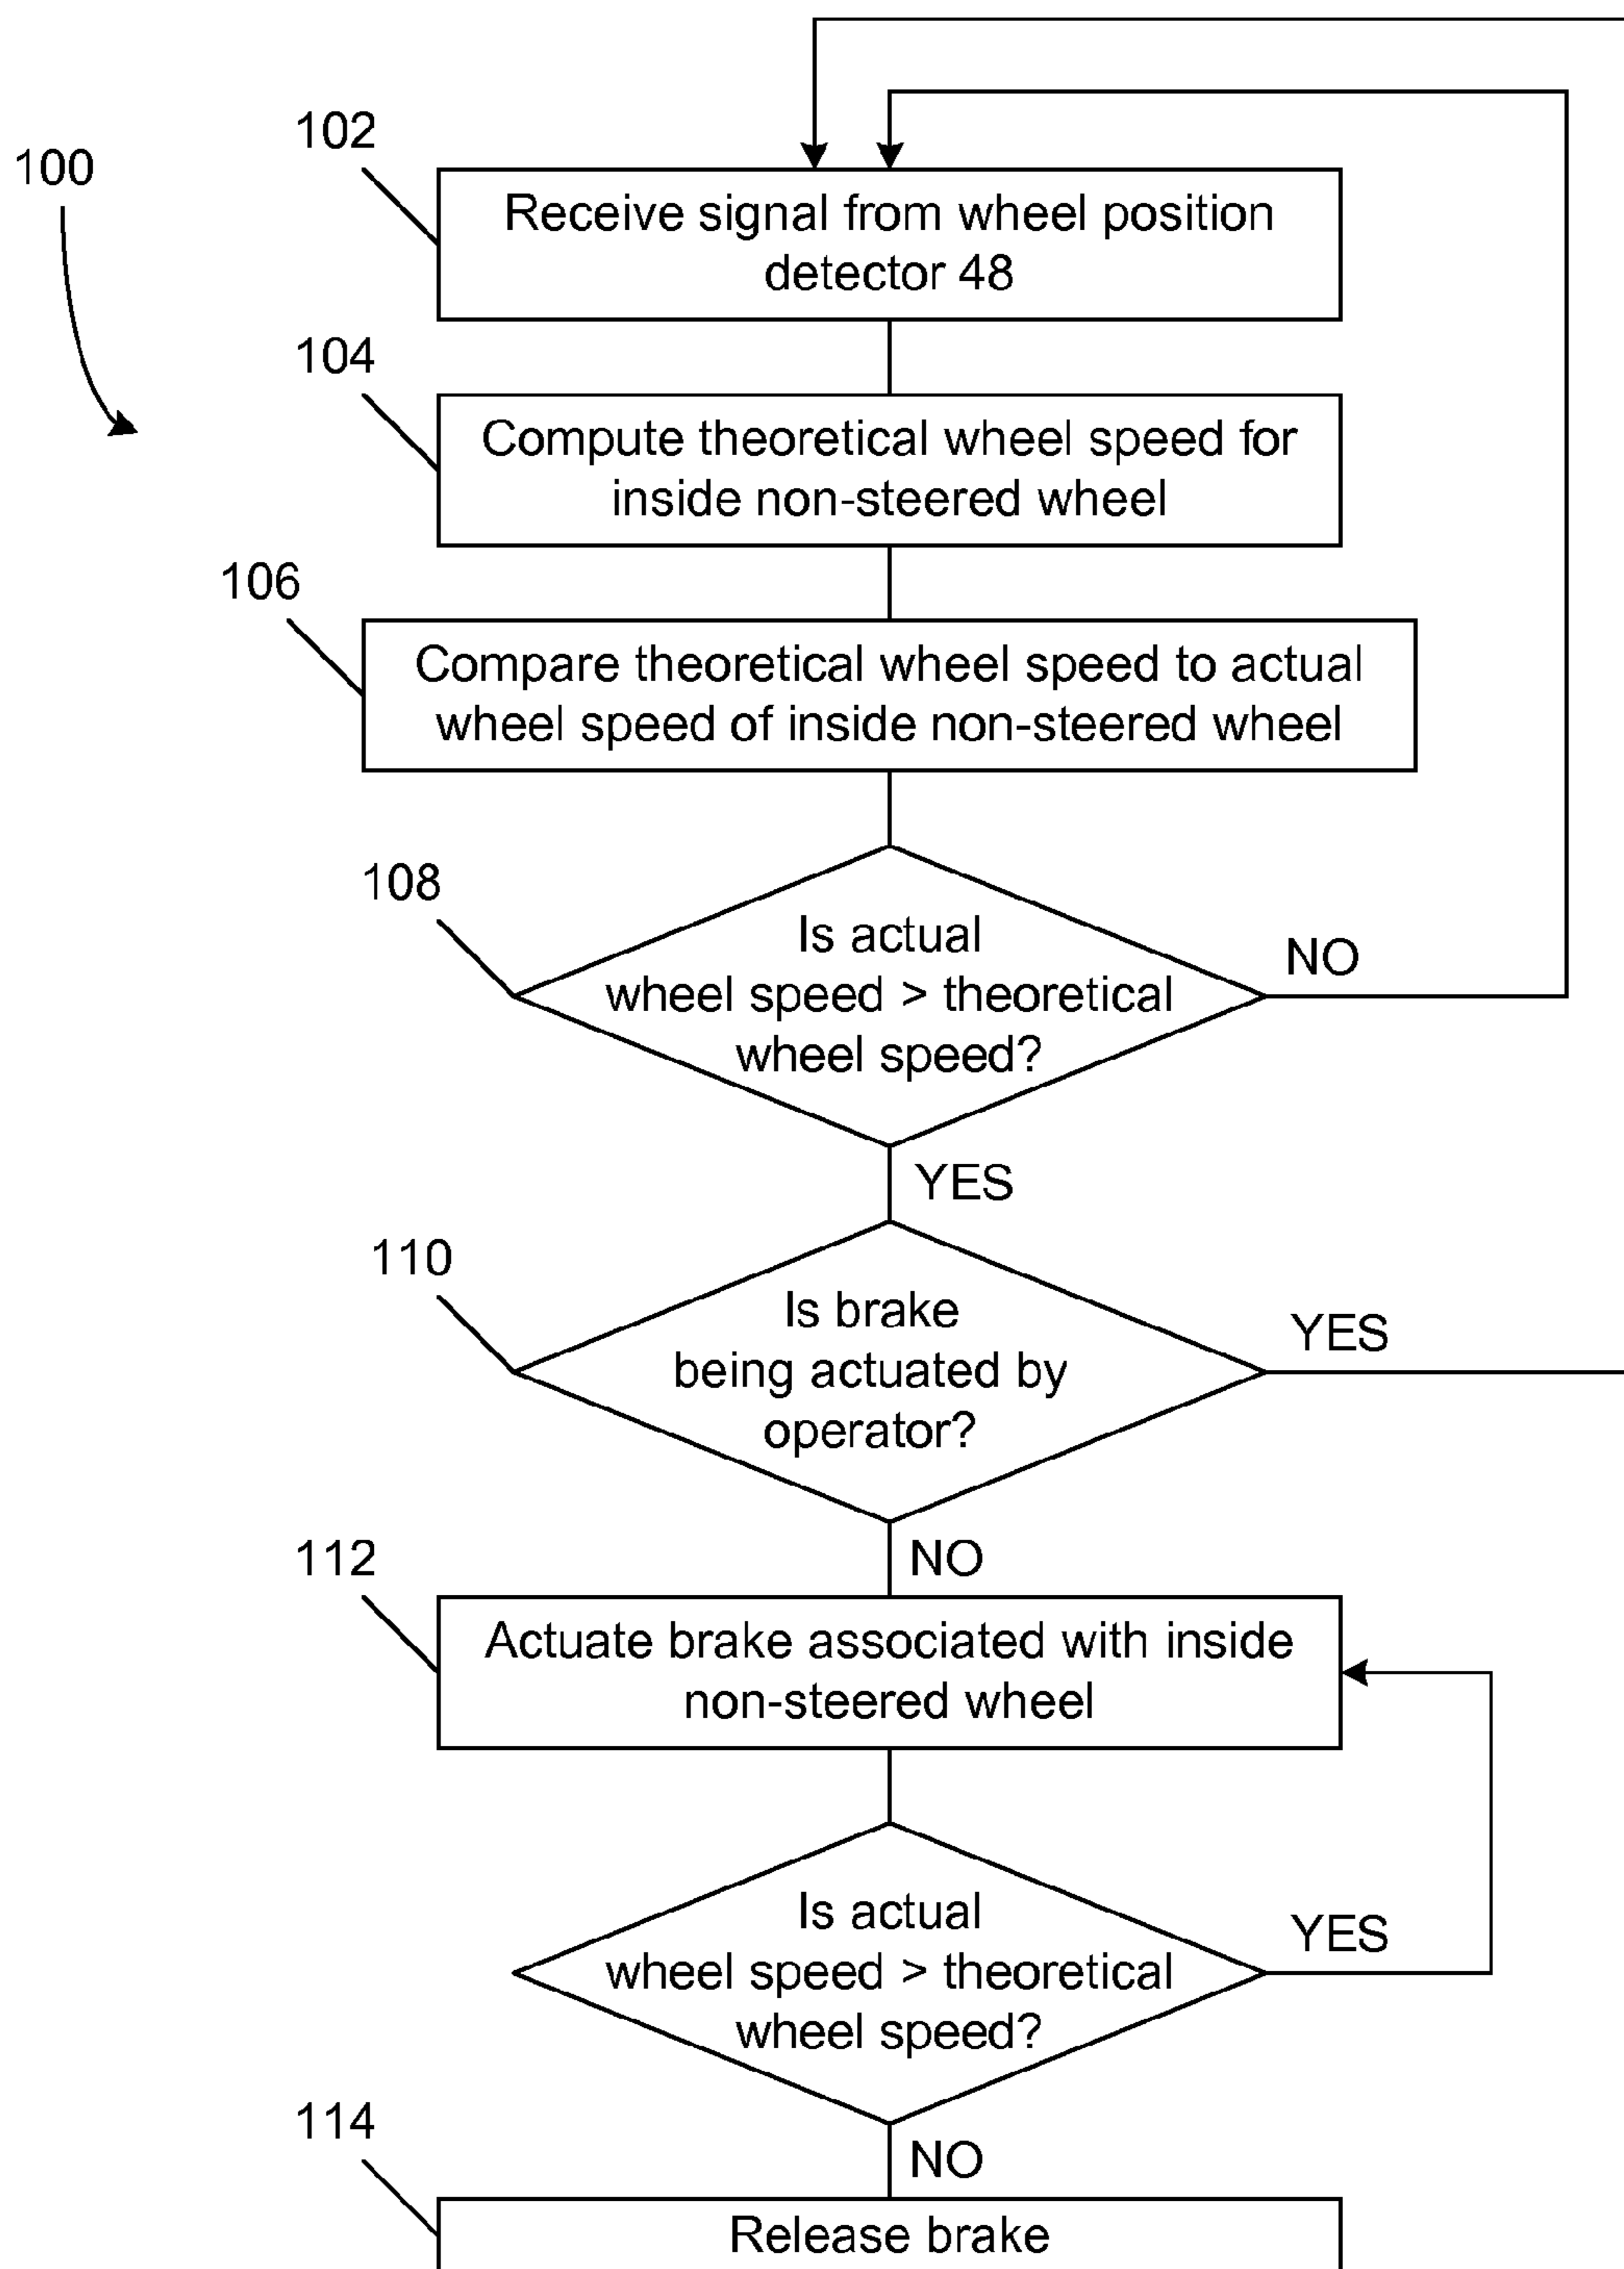 100
102
Receive signal from wheel position
detector 48
104
Compute theoretical wheel speed for
inside non-steered wheel
106
Compare theoretical wheel speed to actual
wheel speed of inside non-steered wheel
108
Is actual
wheel speed > theoretical
wheel speed?
NO
YES
110
Is brake
being actuated by
operator?
YES
NO
112
Actuate brake associated with inside
non-steered wheel
Is actual
wheel speed > theoretical
wheel speed?
YES
NO
114
Release brake